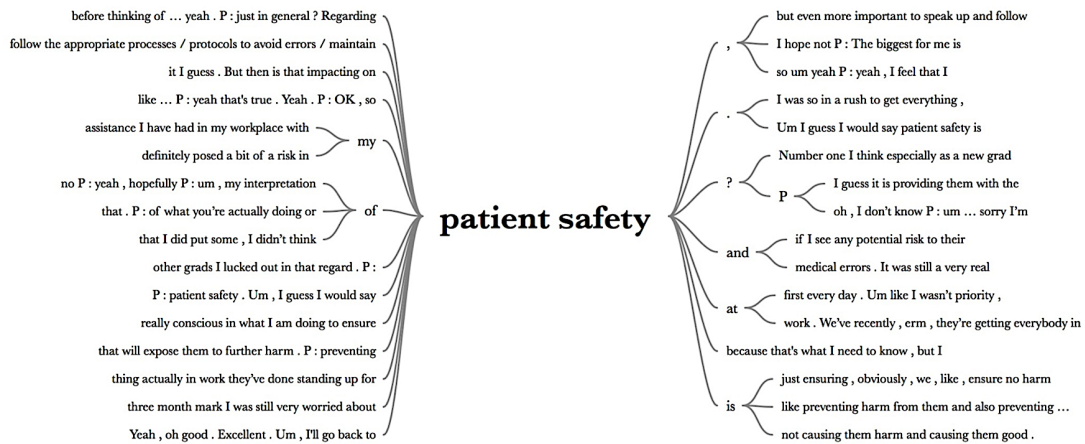 before thinking of … yeah . P : just in general ? Regarding
follow the appropriate processes / protocols to avoid errors / maintain
it I guess . But then is that impacting on
like … P : yeah that's true . Yeah . P : OK , so
assistance I have had in my workplace with
definitely posed a bit of a risk in
my
no P : yeah , hopefully P : um , my interpretation
that . P : of what you’re actually doing or
that I did put some , I didn’t think
of
other grads I lucked out in that regard . P :
P : patient safety . Um , I guess I would say
really conscious in what I am doing to ensure
that will expose them to further harm . P : preventing
thing actually in work they’ve done standing up for
three month mark I was still very worried about
Yeah , oh good . Excellent . Um , I'll go back to
patient safety
,
but even more important to speak up and follow
I hope not P : The biggest for me is
so um yeah P : yeah , I feel that I
.
I was so in a rush to get everything ,
Um I guess I would say patient safety is
?
Number one I think especially as a new grad
P
I guess it is providing them with the
oh , I don’t know P : um … sorry I’m
and
if I see any potential risk to their
medical errors . It was still a very real
at
first every day . Um like I wasn’t priority ,
work . We’ve recently , erm , they’re getting everybody in
because that's what I need to know , but I
is
just ensuring , obviously , we , like , ensure no harm
like preventing harm from them and also preventing …
not causing them harm and causing them good .